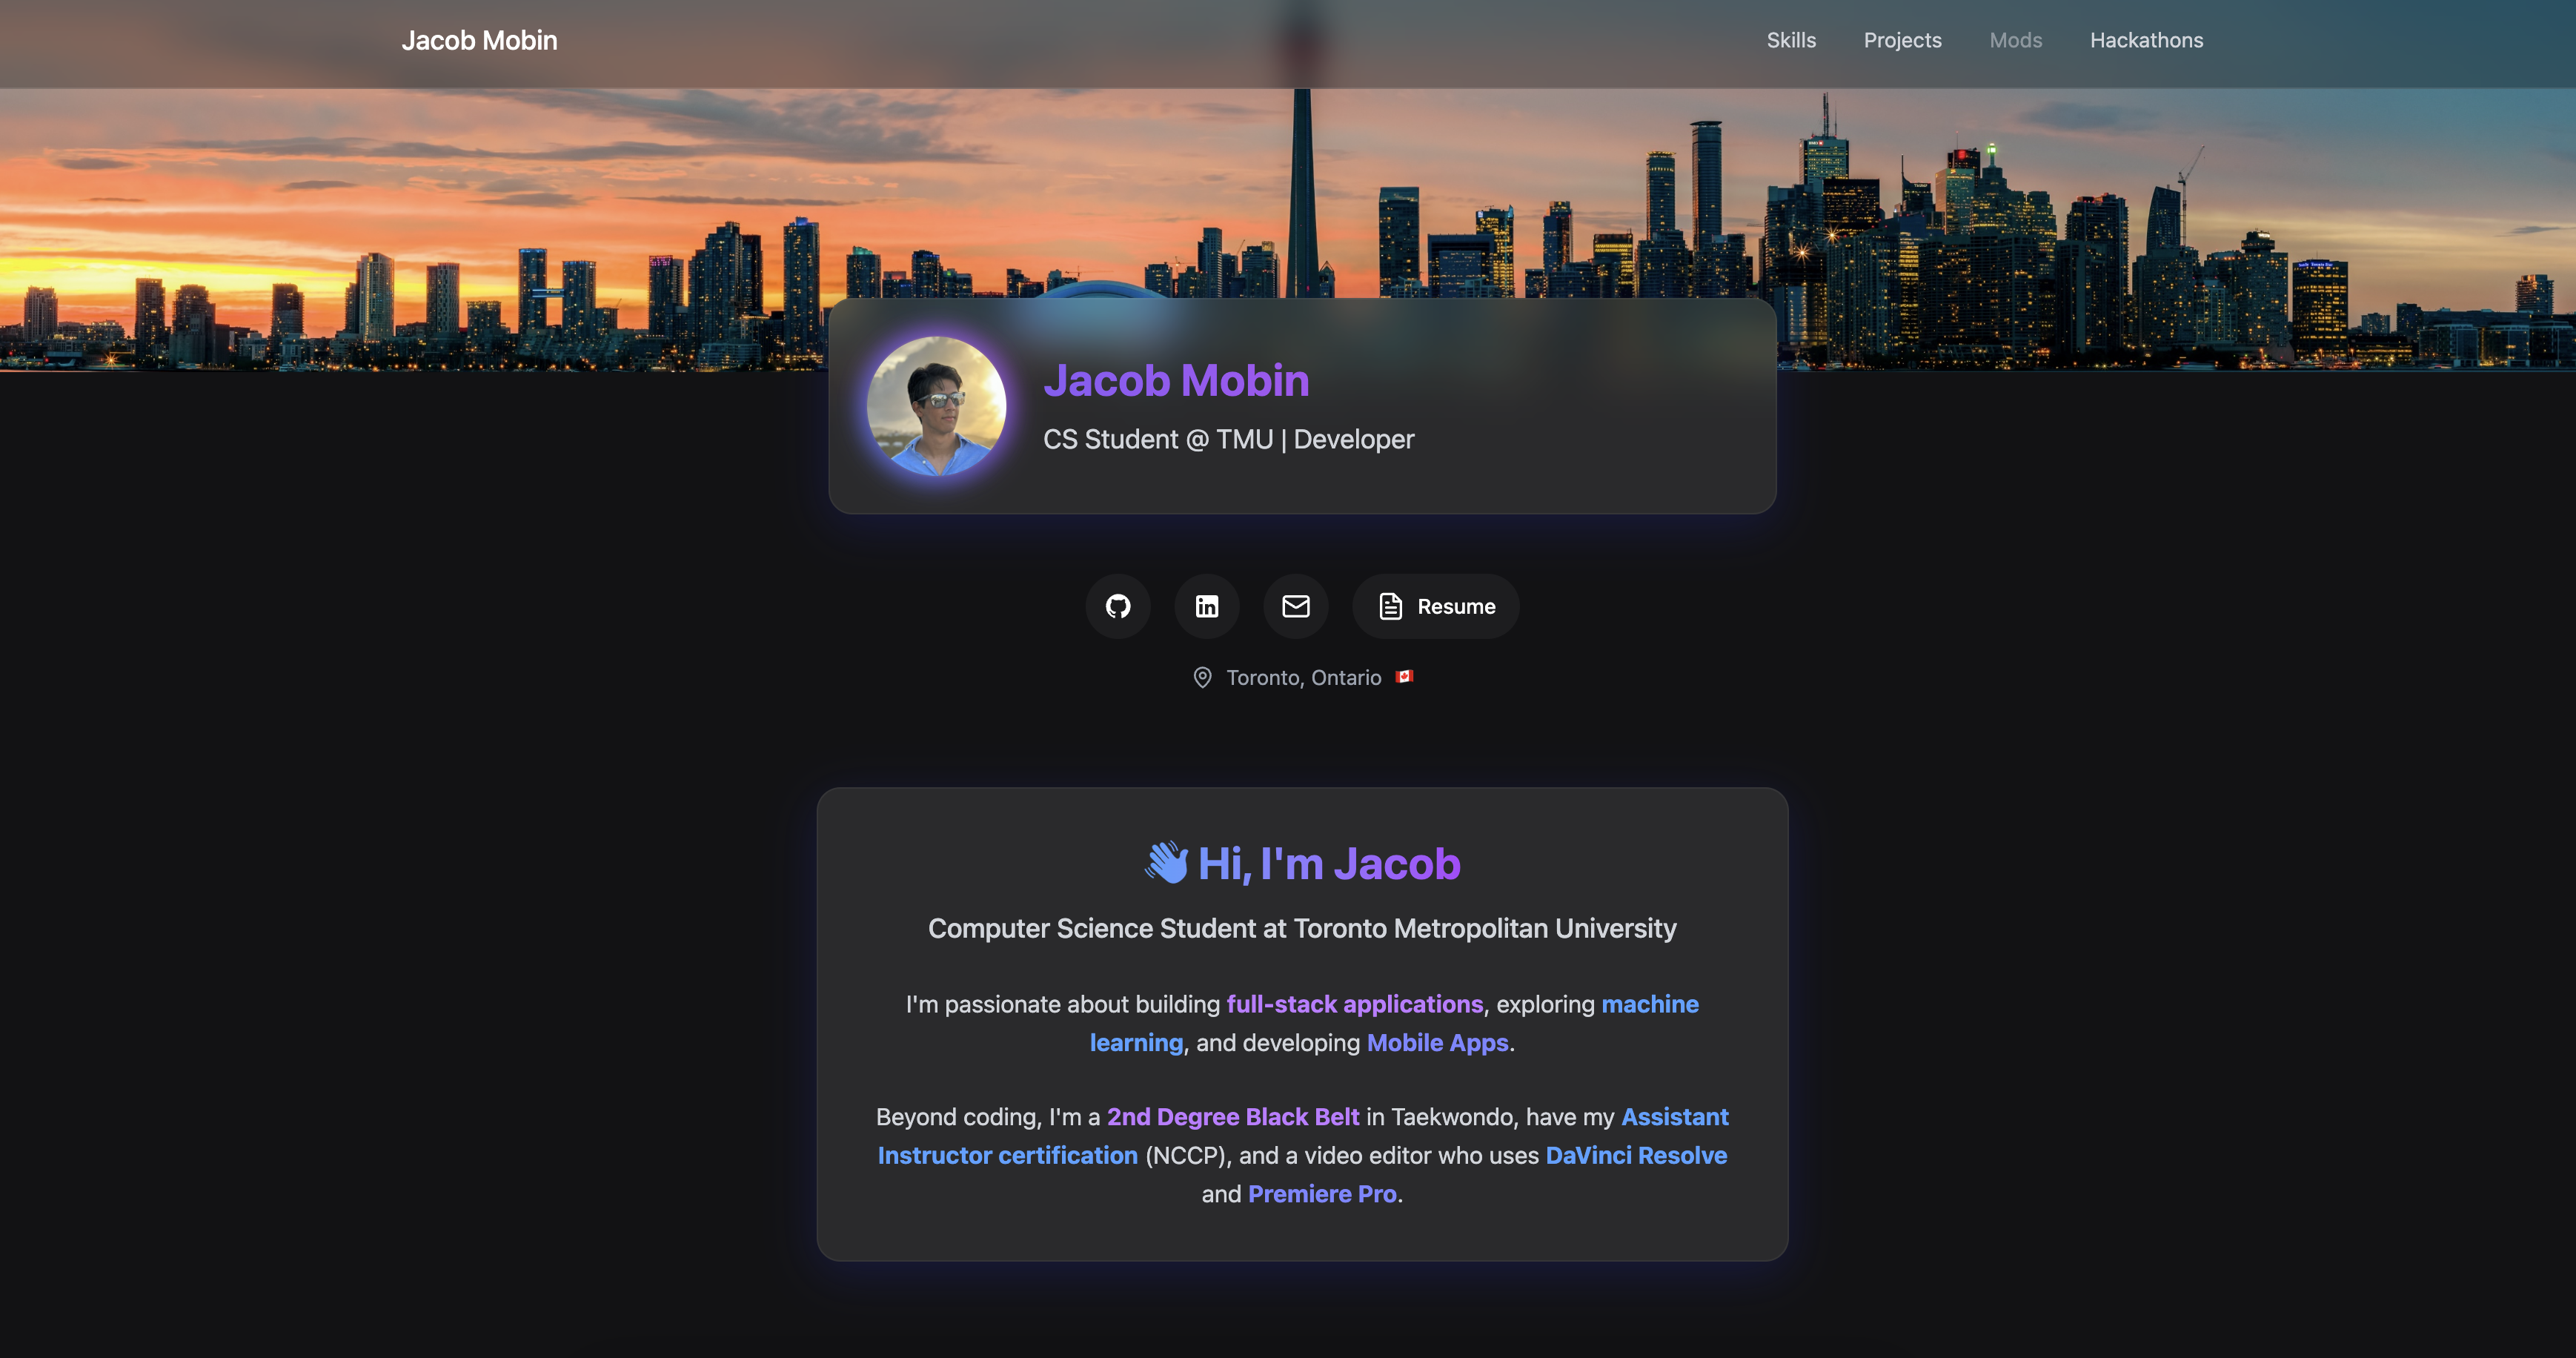 Jacob Mobin
Skills Projects Mods Hackathons
Jacob Mobin
CS Student @ TMU | Developer
Resume
Toronto, Ontario 🇨🇦
👋 Hi, I'm Jacob
Computer Science Student at Toronto Metropolitan University
I'm passionate about building full-stack applications, exploring machine
learning, and developing Mobile Apps.
Beyond coding, I'm a 2nd Degree Black Belt in Taekwondo, have my Assistant
Instructor certification (NCCP), and a video editor who uses DaVinci Resolve
and Premiere Pro.